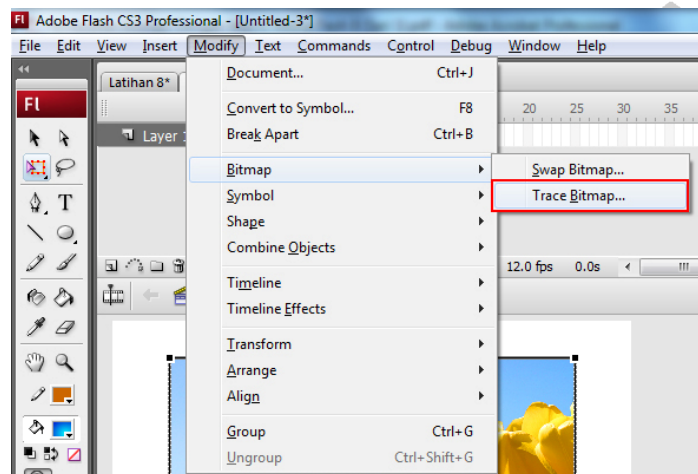 Fl Adobe Flash CS3 Professional - [Untitled-3*]
File Edit View Insert Modify Text Commands Control Debug Window Help
Latihan 8*
Document... Ctrl+J
Fl
Convert to Symbol... F8
20 25 30 35
Layer
Break Apart Ctrl+B
Bitmap
Swap Bitmap...
Symbol
Trace Bitmap...
T
Shape
Combine Objects
12.0 fps 0.0s
Timeline
Timeline Effects
Transform
Arrange
Align
Group Ctrl+G
Ungroup Ctrl+Shift+G